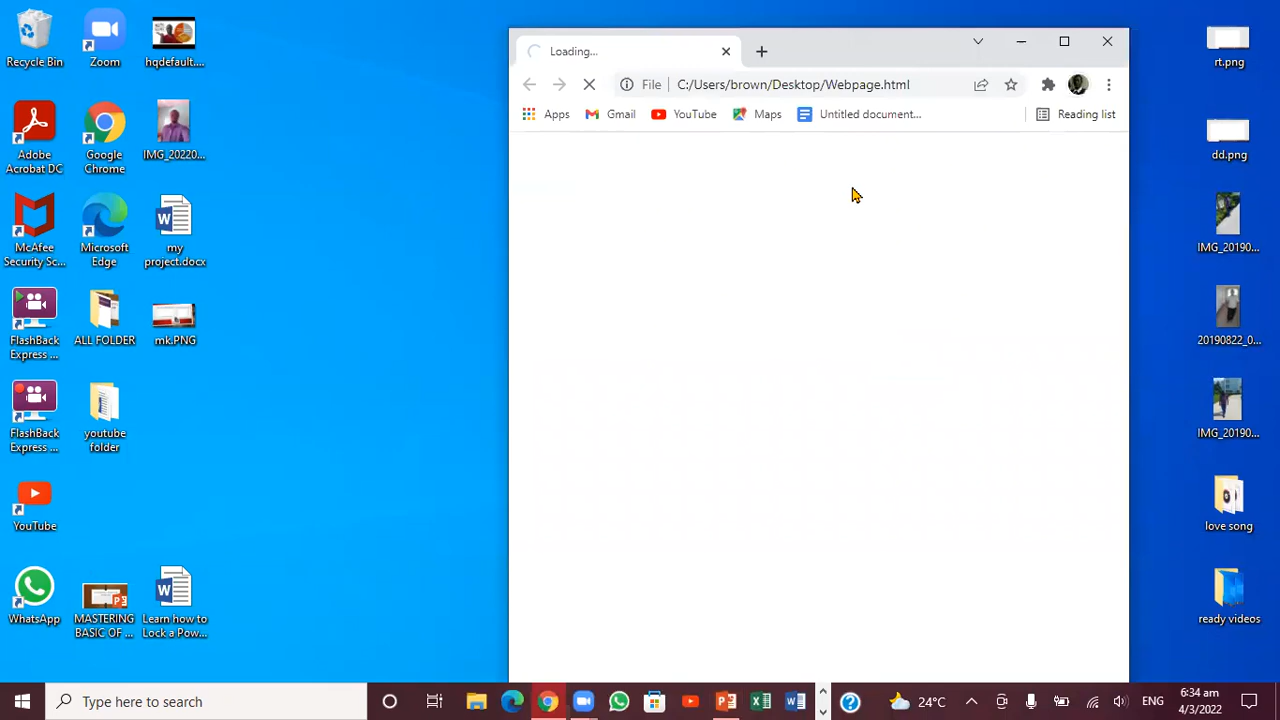 Recycle Bin
Zoom
hqdefault....
Adobe
Acrobat DC
Google
Chrome
IMG_20220...
McAfee
Security Sc...
Microsoft
Edge
my
project.docx
FlashBack
Express ...
ALL FOLDER
mk.PNG
FlashBack
Express ...
youtube
folder
YouTube
WhatsApp
MASTERING
BASIC OF ...
Learn how to
Lock a Pow...
Loading...
File C:/Users/brown/Desktop/Webpage.html
Apps Gmail YouTube Maps Untitled document... Reading list
rt.png
dd.png
IMG_20190...
20190822_0...
IMG_20190...
love song
ready videos
Type here to search
24°C ENG
6:34 am
4/3/2022